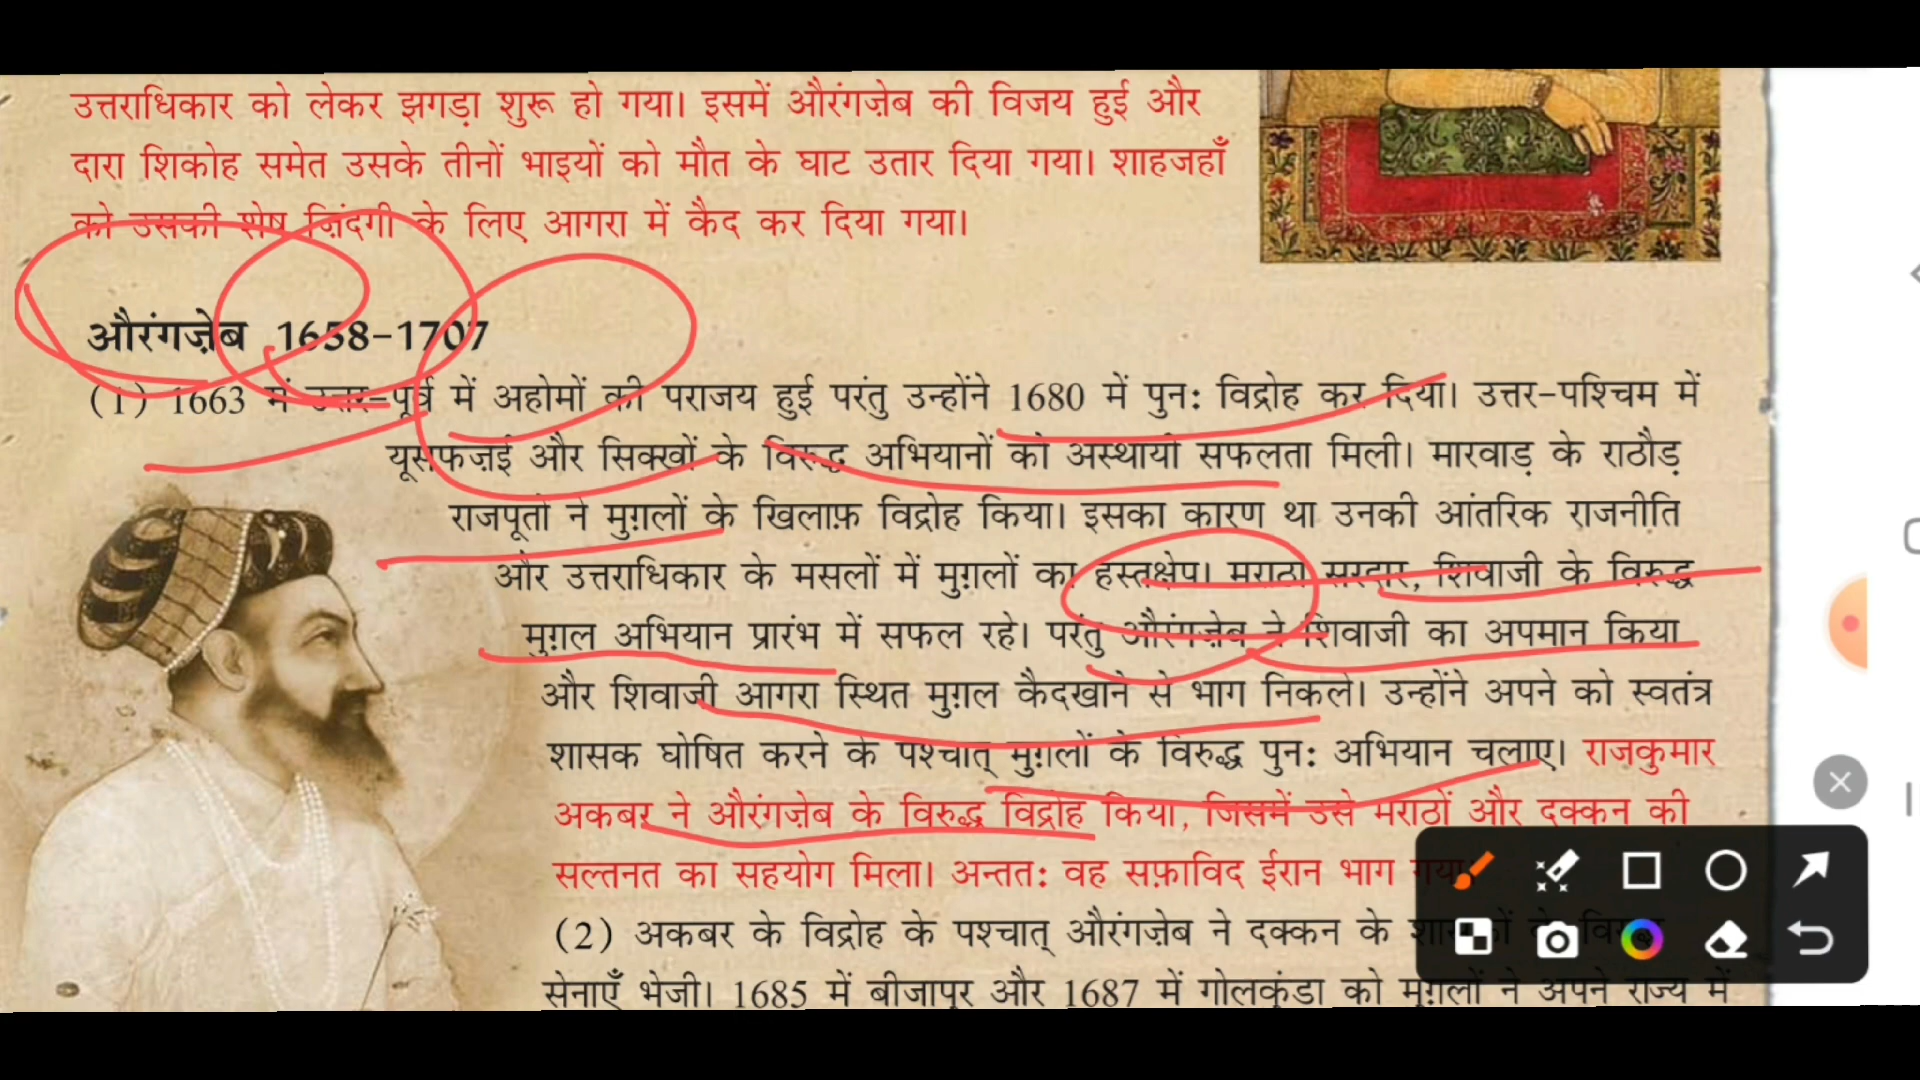 उत्तराधिकार को लेकर झगड़ा शुरू हो गया। इसमें औरंगज़ेब की विजय हुई और
दारा शिकोह समेत उसके तीनों भाइयों को मौत के घाट उतार दिया गया। शाहजहाँ
को उसकी शेष ज़िंदगी के लिए आगरा में कैद कर दिया गया।
औरंगज़ेब 1658-1707
(1) 1663 में उत्तर-पूर्व में अहोमों की पराजय हुई परंतु उन्होंने 1680 में पुनः विद्रोह कर दिया। उत्तर-पश्चिम में
यूसफज़ई और सिक्खों के विरुद्ध अभियानों को अस्थायी सफलता मिली। मारवाड़ के राठौड़
राजपूतों ने मुग़लों के खिलाफ़ विद्रोह किया। इसका कारण था उनकी आंतरिक राजनीति
और उत्तराधिकार के मसलों में मुग़लों का हस्तक्षेप। मराठा सरदार, शिवाजी के विरुद्ध
मुग़ल अभियान प्रारंभ में सफल रहे। परंतु औरंगज़ेब ने शिवाजी का अपमान किया
और शिवाजी आगरा स्थित मुग़ल कैदखाने से भाग निकले। उन्होंने अपने को स्वतंत्र
शासक घोषित करने के पश्चात् मुग़लों के विरुद्ध पुनः अभियान चलाए। राजकुमार
अकबर ने औरंगज़ेब के विरुद्ध विद्रोह किया, जिसमें उसे मराठों और दक्कन की
सल्तनत का सहयोग मिला। अन्ततः वह सफ़ाविद ईरान भाग गया।
(2) अकबर के विद्रोह के पश्चात् औरंगज़ेब ने दक्कन के शासकों के विरुद्ध
सेनाएँ भेजी। 1685 में बीजापुर और 1687 में गोलकुंडा को मुग़लों ने अपने राज्य में